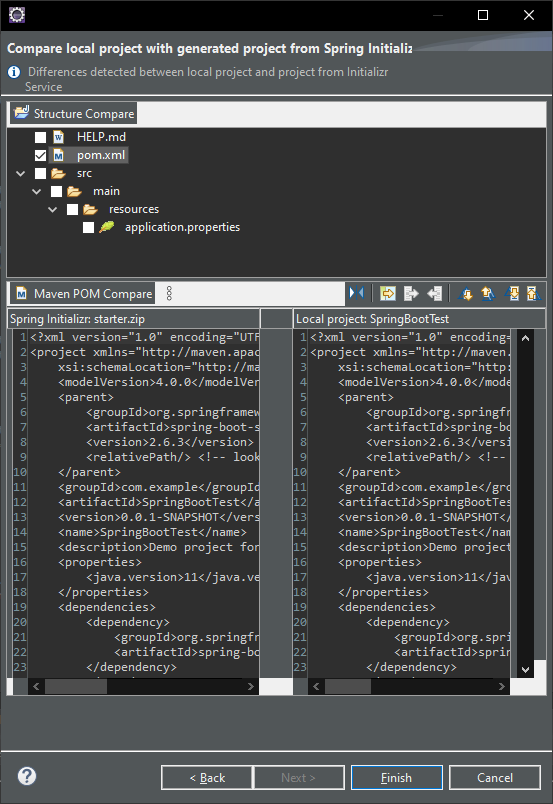 Compare local project with generated project from Spring Initializr
Differences detected between local project and project from Initializr
Service
Structure Compare
HELP.md
pom.xml
src
main
resources
application.properties
Maven POM Compare
Spring Initializr: starter.zip
Local project: SpringBootTest
1 <?xml version="1.0" encoding="UTF
2 <project xmlns="http://maven.apac
3 xsi:schemaLocation="http://ma
4 <modelVersion>4.0.0</modelVer
5 <parent>
6 <groupId>org.springframew
7 <artifactId>spring-boot-s
8 <version>2.6.3</version>
9 <relativePath/> <!-- look
10 </parent>
11 <groupId>com.example</groupId
12 <artifactId>SpringBootTest</a
13 <version>0.0.1-SNAPSHOT</vers
14 <name>SpringBootTest</name>
15 <description>Demo project for
16 <properties>
17 <java.version>11</java.ve
18 </properties>
19 <dependencies>
20 <dependency>
21 <groupId>org.springfr
22 <artifactId>spring-bo
23 </dependency>
1 <?xml version="1.0" encodin
2 <project xmlns="http://maven.
3 xsi:schemaLocation="http:
4 <modelVersion>4.0.0</mode
5 <parent>
6 <groupId>org.springf
7 <artifactId>spring-bo
8 <version>2.6.3</versi
9 <relativePath/> <!--
10 </parent>
11 <groupId>com.example</gro
12 <artifactId>SpringBootTes
13 <version>0.0.1-SNAPSHOT</
14 <name>SpringBootTest</nam
15 <description>Demo project
16 <properties>
17 <java.version>11</jav
18 </properties>
19 <dependencies>
20 <dependency>
21 <groupId>org.spri
22 <artifactId>sprin
23 </dependency>
< Back
Next >
Finish
Cancel